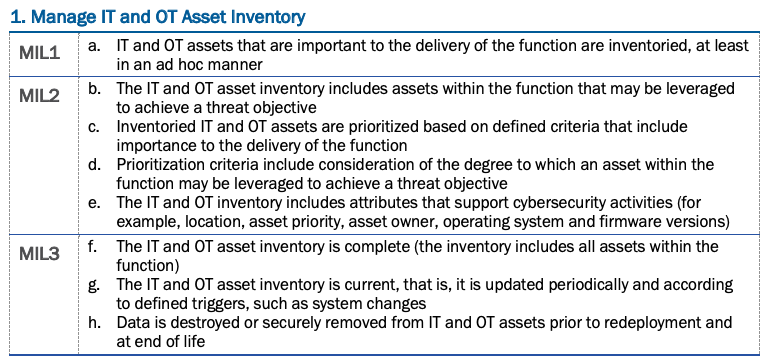 1. Manage IT and OT Asset Inventory
MIL1
a. IT and OT assets that are important to the delivery of the function are inventoried, at least
in an ad hoc manner
MIL2
b. The IT and OT asset inventory includes assets within the function that may be leveraged
to achieve a threat objective
c. Inventoried IT and OT assets are prioritized based on defined criteria that include
importance to the delivery of the function
d. Prioritization criteria include consideration of the degree to which an asset within the
function may be leveraged to achieve a threat objective
e. The IT and OT inventory includes attributes that support cybersecurity activities (for
example, location, asset priority, asset owner, operating system and firmware versions)
MIL3
f. The IT and OT asset inventory is complete (the inventory includes all assets within the
function)
g. The IT and OT asset inventory is current, that is, it is updated periodically and according
to defined triggers, such as system changes
h. Data is destroyed or securely removed from IT and OT assets prior to redeployment and
at end of life